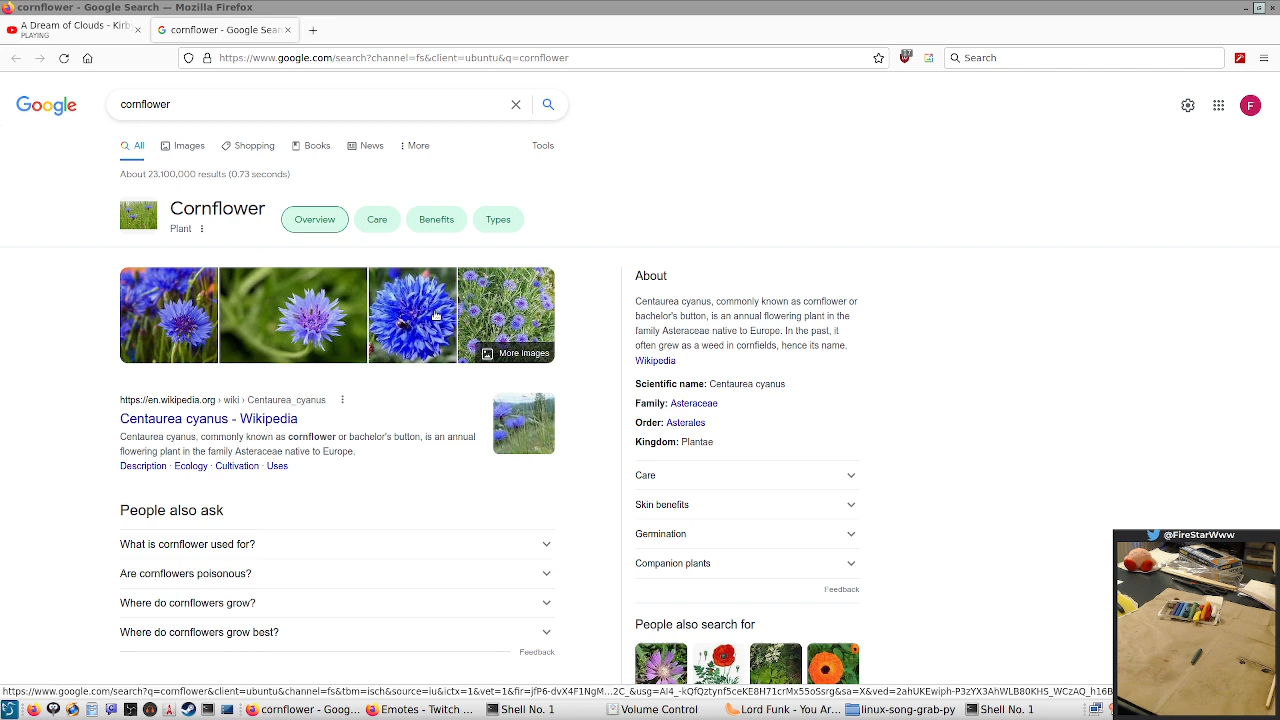 cornflower - Google Search — Mozilla Firefox
A Dream of Clouds - Kirb
PLAYING
cornflower - Google Sear
https://www.google.com/search?channel=fs&client=ubuntu&q=cornflower
Search
Google
cornflower
F
All
Images
Shopping
Books
News
More
Tools
About 23,100,000 results (0.73 seconds)
Cornflower
Plant
Overview
Care
Benefits
Types
More images
https://en.wikipedia.org › wiki › Centaurea_cyanus
Centaurea cyanus - Wikipedia
Centaurea cyanus, commonly known as cornflower or bachelor's button, is an annual
flowering plant in the family Asteraceae native to Europe.
Description · Ecology · Cultivation · Uses
People also ask
What is cornflower used for?
Are cornflowers poisonous?
Where do cornflowers grow?
Where do cornflowers grow best?
Feedback
About
Centaurea cyanus, commonly known as cornflower or
bachelor's button, is an annual flowering plant in the
family Asteraceae native to Europe. In the past, it
often grew as a weed in cornfields, hence its name.
Wikipedia
Scientific name: Centaurea cyanus
Family: Asteraceae
Order: Asterales
Kingdom: Plantae
Care
Skin benefits
Germination
Companion plants
Feedback
People also search for
@FireStarWww
cornflower - Goog...
Emote5 - Twitch ...
Shell No. 1
Volume Control
Lord Funk - You Ar...
linux-song-grab-py
Shell No. 1